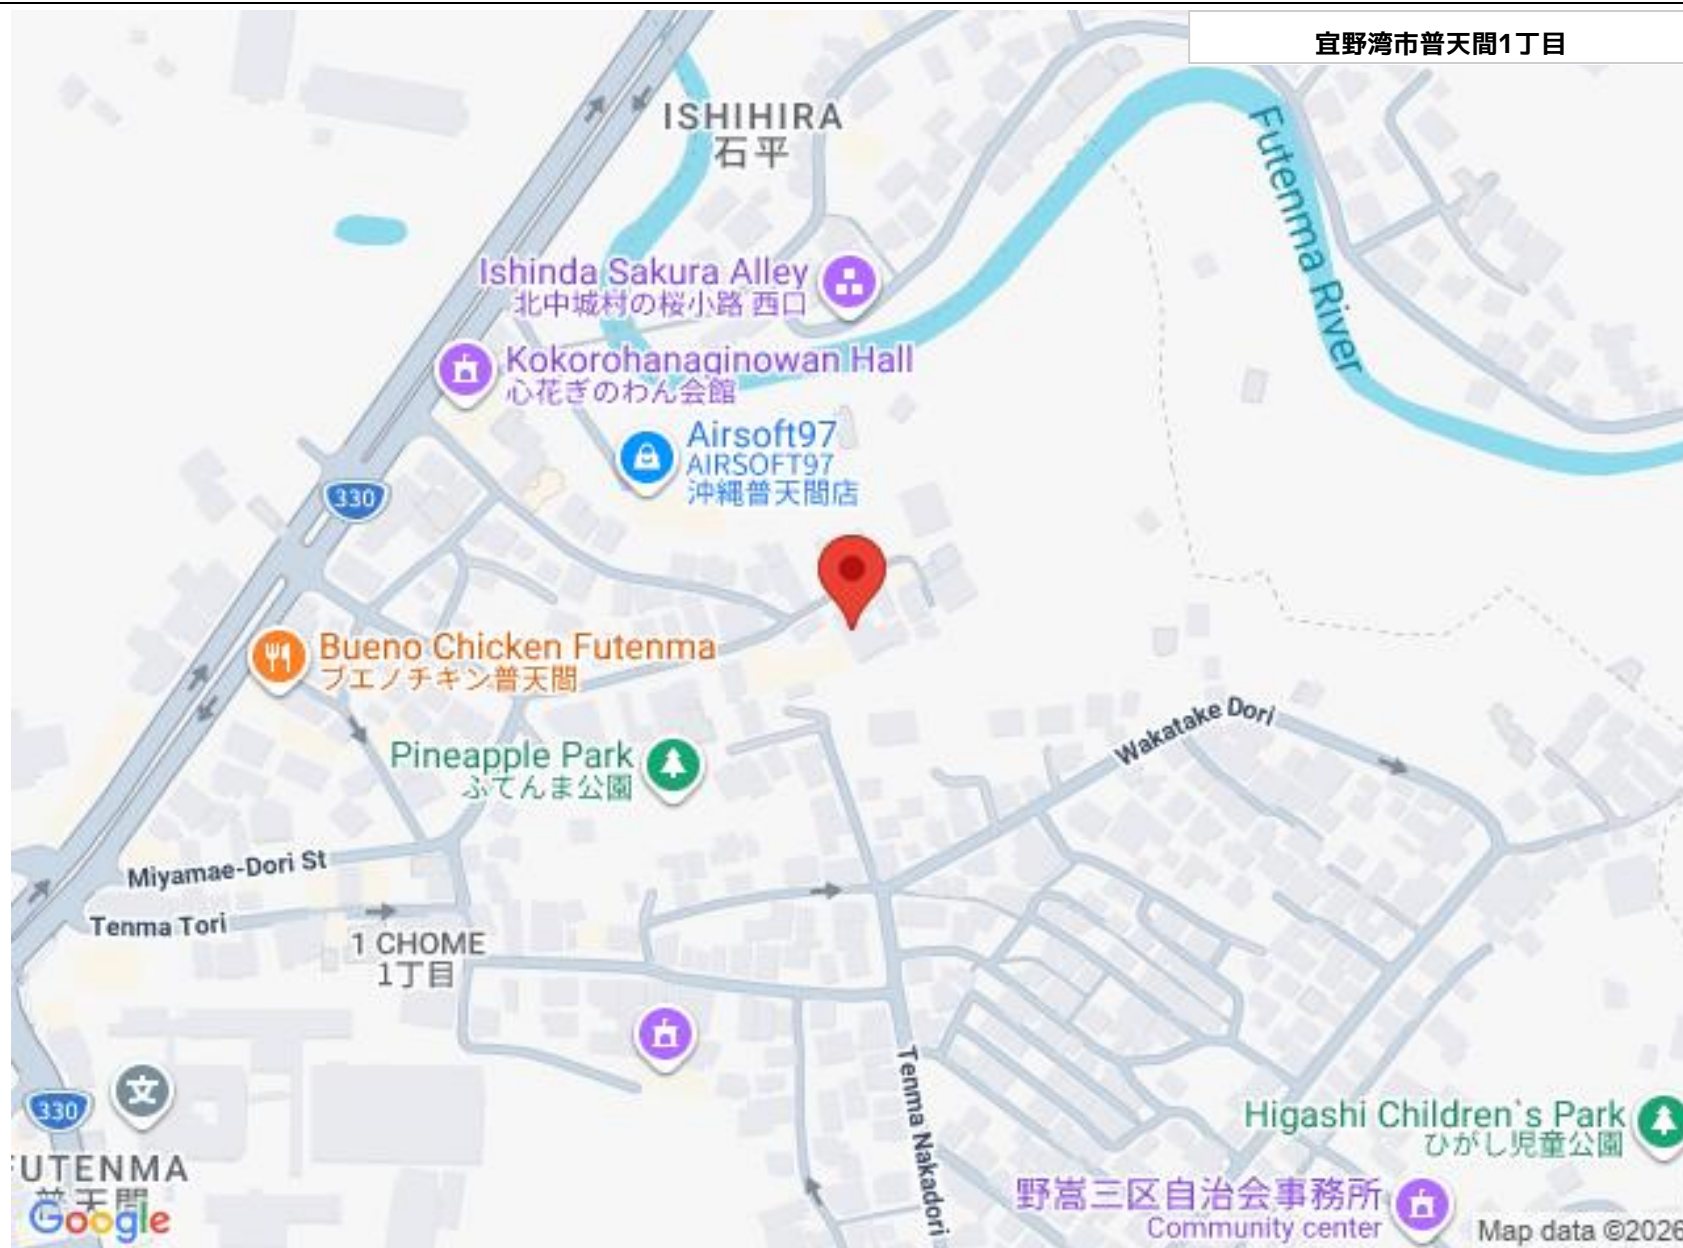 宜野湾市普天間1丁目
ISHIHIRA
石平
Futenma River
Ishinda Sakura Alley
北中城村の桜小路 西口
Kokorohanaginowan Hall
心花ぎのわん会館
Airsoft97
AIRSOFT97
沖縄普天間店
330
Bueno Chicken Futenma
ブエノチキン普天間
Wakatake Dori
Pineapple Park
ふてんま公園
Miyamae-Dori St
Tenma Tori
1 CHOME
1丁目
文
330
Tenma Nakadori
Higashi Children`s Park
ひがし児童公園
UTENMA
普天間
野嵩三区自治会事務所
Community center
Google
Map data ©2026